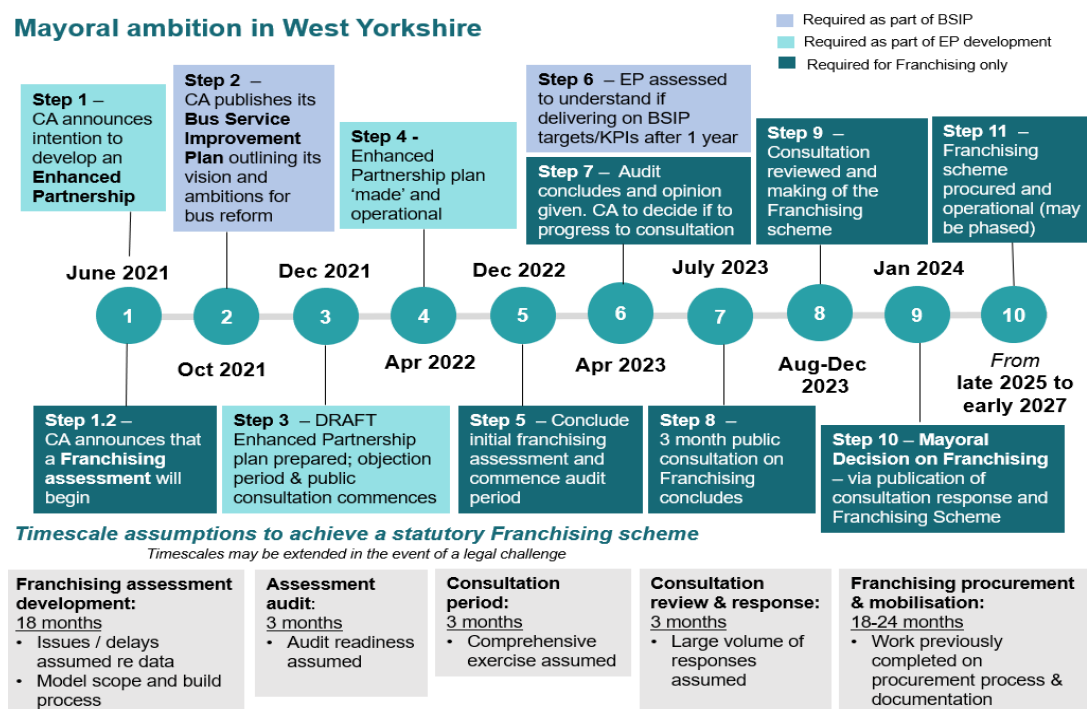 Mayoral ambition in West Yorkshire
Required as part of BSIP
Required as part of EP development
Required for Franchising only
Step 1 –
CA announces
intention to
develop an
Enhanced
Partnership
Step 2 –
CA publishes its
Bus Service
Improvement
Plan outlining its
vision and
ambitions for
bus reform
Step 4 -
Enhanced
Partnership plan
‘made’ and
operational
Step 6 – EP assessed
to understand if
delivering on BSIP
targets/KPIs after 1 year
Step 7 – Audit
concludes and opinion
given. CA to decide if to
progress to consultation
Step 9 –
Consultation
reviewed and
making of the
Franchising
scheme
Step 11 –
Franchising
scheme
procured and
operational (may
be phased)
June 2021
Dec 2021
Dec 2022
July 2023
Jan 2024
1
2
3
4
5
6
7
8
9
10
Oct 2021
Apr 2022
Apr 2023
Aug-Dec
2023
From
late 2025 to
early 2027
Step 1.2 –
CA announces that
a Franchising
assessment will
begin
Step 3 – DRAFT
Enhanced Partnership
plan prepared; objection
period & public
consultation commences
Step 5 – Conclude
initial franchising
assessment and
commence audit
period
Step 8 –
3 month public
consultation on
Franchising
concludes
Step 10 – Mayoral
Decision on Franchising
– via publication of
consultation response and
Franchising Scheme
Timescale assumptions to achieve a statutory Franchising scheme
Timescales may be extended in the event of a legal challenge
Franchising assessment
development:
18 months
• Issues / delays
assumed re data
• Model scope and build
process
Assessment
audit:
3 months
• Audit readiness
assumed
Consultation
period:
3 months
• Comprehensive
exercise assumed
Consultation
review & response:
3 months
• Large volume of
responses
assumed
Franchising procurement
& mobilisation:
18-24 months
• Work previously
completed on
procurement process &
documentation